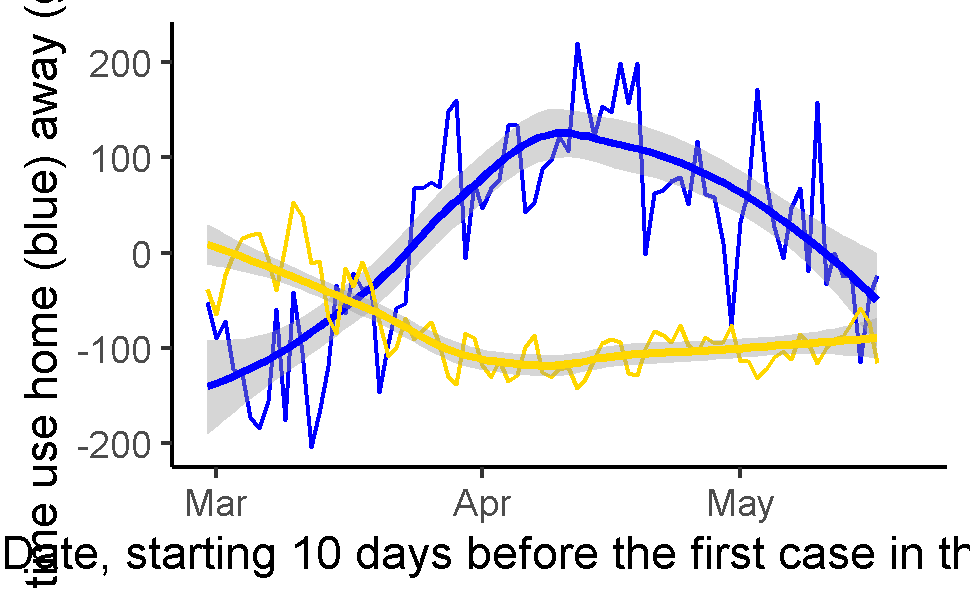 time use home (blue) away (
200
100
0
-100
-200
Mar Apr May
Date, starting 10 days before the first case in th